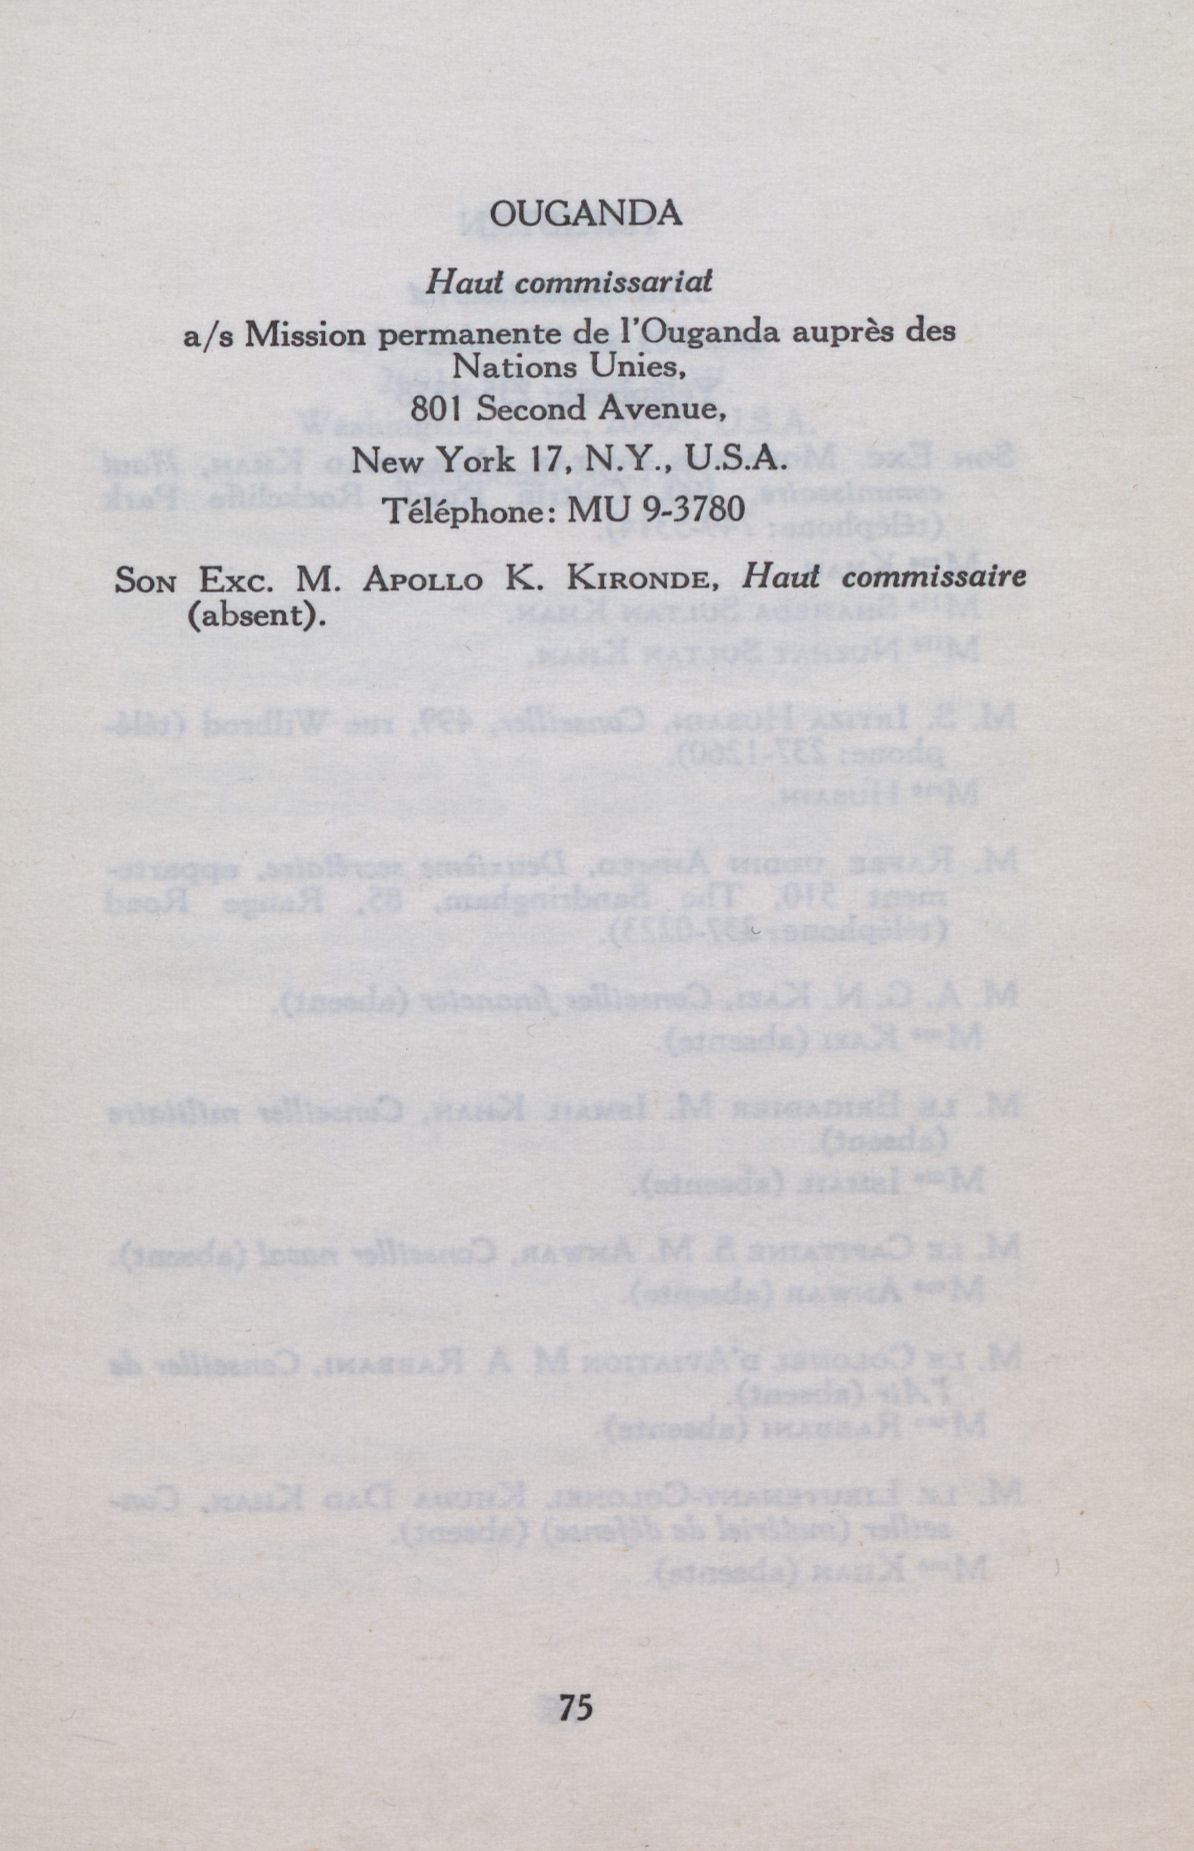 OUGANDA
Haut commissariat
a/s Mission permanente de l'Ouganda auprès des
Nations Unies,
801 Second Avenue,
New York 17, N.Y., U.S.A.
Téléphone: MU 9-3780
SON EXC. M. APOLLO K. KIRONDE, Haut commissaire
(absent).
75